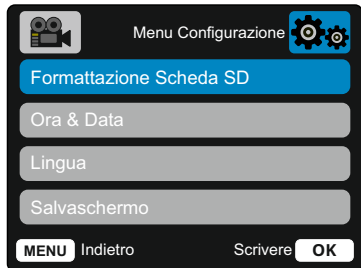 Menu Configurazione
Formattazione Scheda SD
Ora & Data
Lingua
Salvaschermo
MENU Indietro Scrivere OK